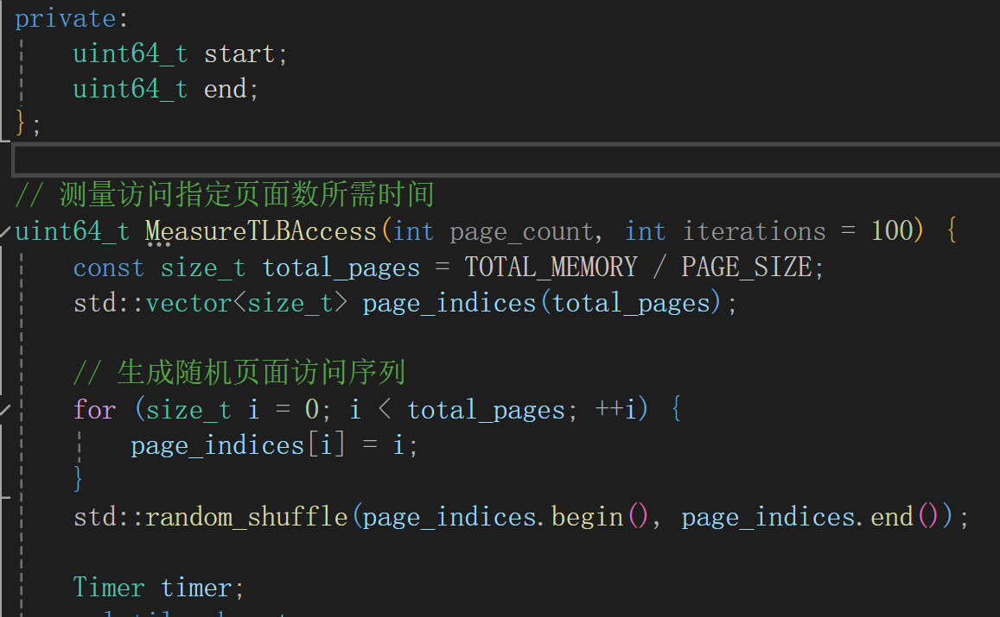 private:
    uint64_t start;
    uint64_t end;
};
// 测量访问指定页面数所需时间
uint64_t MeasureTLBAccess(int page_count, int iterations = 100) {
    const size_t total_pages = TOTAL_MEMORY / PAGE_SIZE;
    std::vector<size_t> page_indices(total_pages);
    // 生成随机页面访问序列
    for (size_t i = 0; i < total_pages; ++i) {
        page_indices[i] = i;
    }
    std::random_shuffle(page_indices.begin(), page_indices.end());
    Timer timer;